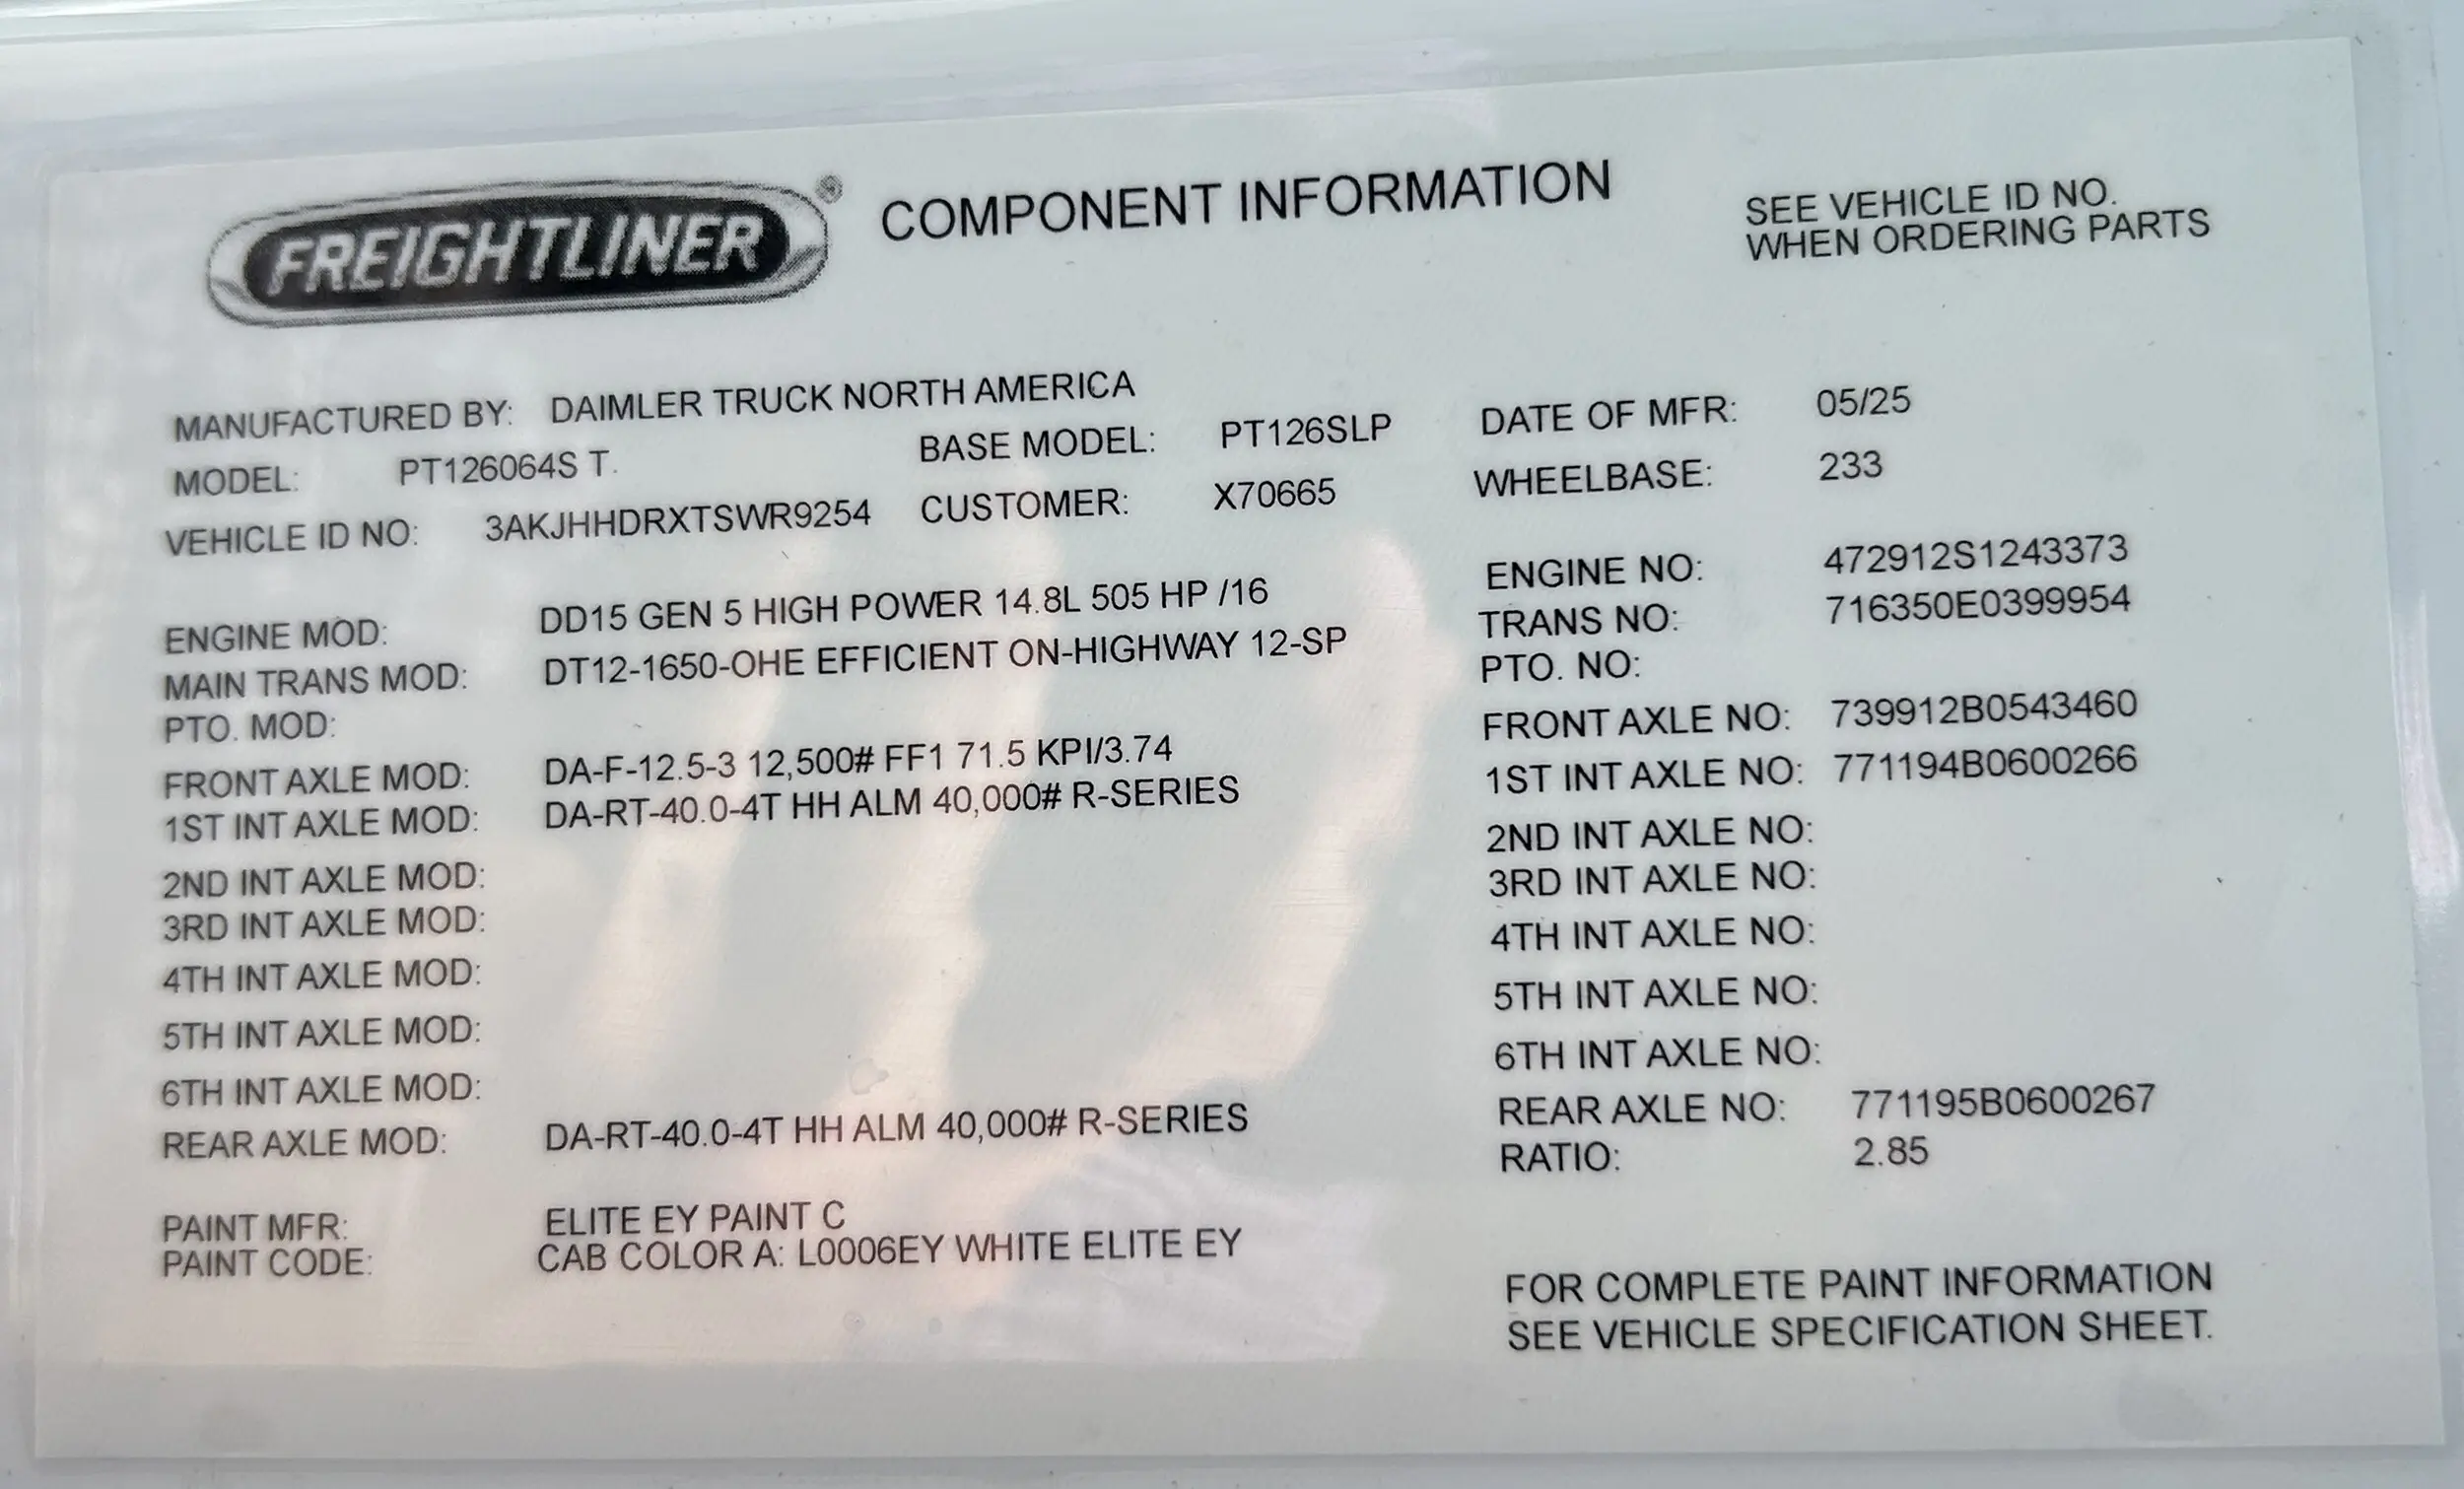 FREIGHTLINER® COMPONENT INFORMATION
SEE VEHICLE ID NO.
WHEN ORDERING PARTS
MANUFACTURED BY: DAIMLER TRUCK NORTH AMERICA
MODEL: PT126064S T.
BASE MODEL: PT126SLP
VEHICLE ID NO: 3AKJHHDRXTSWR9254
CUSTOMER: X70665
DATE OF MFR: 05/25
WHEELBASE: 233
ENGINE MOD: DD15 GEN 5 HIGH POWER 14.8L 505 HP /16
MAIN TRANS MOD: DT12-1650-OHE EFFICIENT ON-HIGHWAY 12-SP
PTO. MOD:
FRONT AXLE MOD: DA-F-12.5-3 12,500# FF1 71.5 KPI/3.74
1ST INT AXLE MOD: DA-RT-40.0-4T HH ALM 40,000# R-SERIES
2ND INT AXLE MOD:
3RD INT AXLE MOD:
4TH INT AXLE MOD:
5TH INT AXLE MOD:
6TH INT AXLE MOD:
REAR AXLE MOD: DA-RT-40.0-4T HH ALM 40,000# R-SERIES
PAINT MFR: ELITE EY PAINT C
PAINT CODE: CAB COLOR A: L0006EY WHITE ELITE EY
ENGINE NO: 472912S1243373
TRANS NO: 716350E0399954
PTO. NO:
FRONT AXLE NO: 739912B0543460
1ST INT AXLE NO: 771194B0600266
2ND INT AXLE NO:
3RD INT AXLE NO:
4TH INT AXLE NO:
5TH INT AXLE NO:
6TH INT AXLE NO:
REAR AXLE NO: 771195B0600267
RATIO: 2.85
FOR COMPLETE PAINT INFORMATION
SEE VEHICLE SPECIFICATION SHEET.